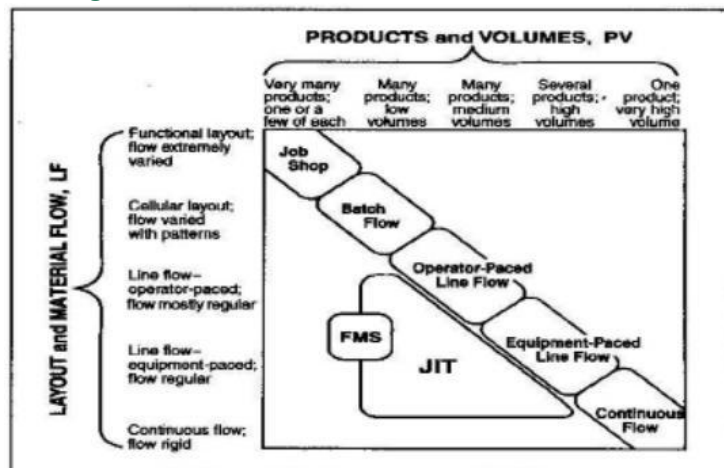 PRODUCTS and VOLUMES, PV
Very many
products;
one or a
few of each
Many
products;
low
volumes
Many
products;
medium
volumes
Several
products;
high
volumes
One
product;
very high
volume
LAYOUT and MATERIAL FLOW, LF
Functional layout;
flow extremely
varied
Cellular layout;
flow varied
with patterns
Line flow–
operator-paced;
flow mostly regular
Line flow–
equipment-paced;
flow regular
Continuous flow;
flow rigid
Job
Shop
Batch
Flow
Operator-Paced
Line Flow
Equipment-Paced
Line Flow
Continuous
Flow
FMS
JIT